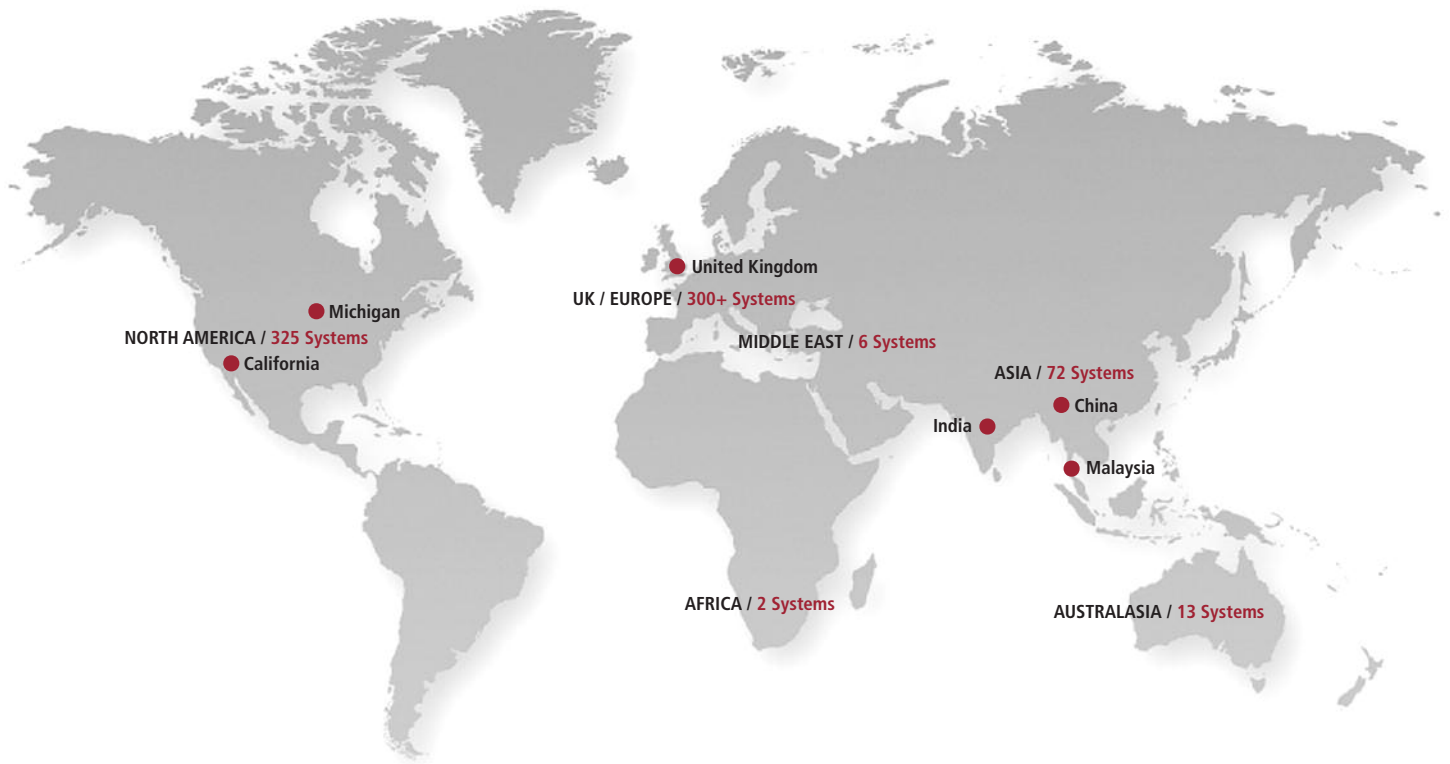 United Kingdom
UK / EUROPE / 300+ Systems
Michigan
NORTH AMERICA / 325 Systems
MIDDLE EAST / 6 Systems
California
ASIA / 72 Systems
China
India
Malaysia
AFRICA / 2 Systems
AUSTRALASIA / 13 Systems